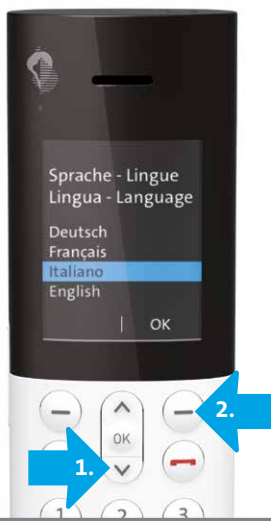 Sprache - Lingue
Lingua - Language
Deutsch
Français
Italiano
English
| OK
2.
OK
1.
1 2 3